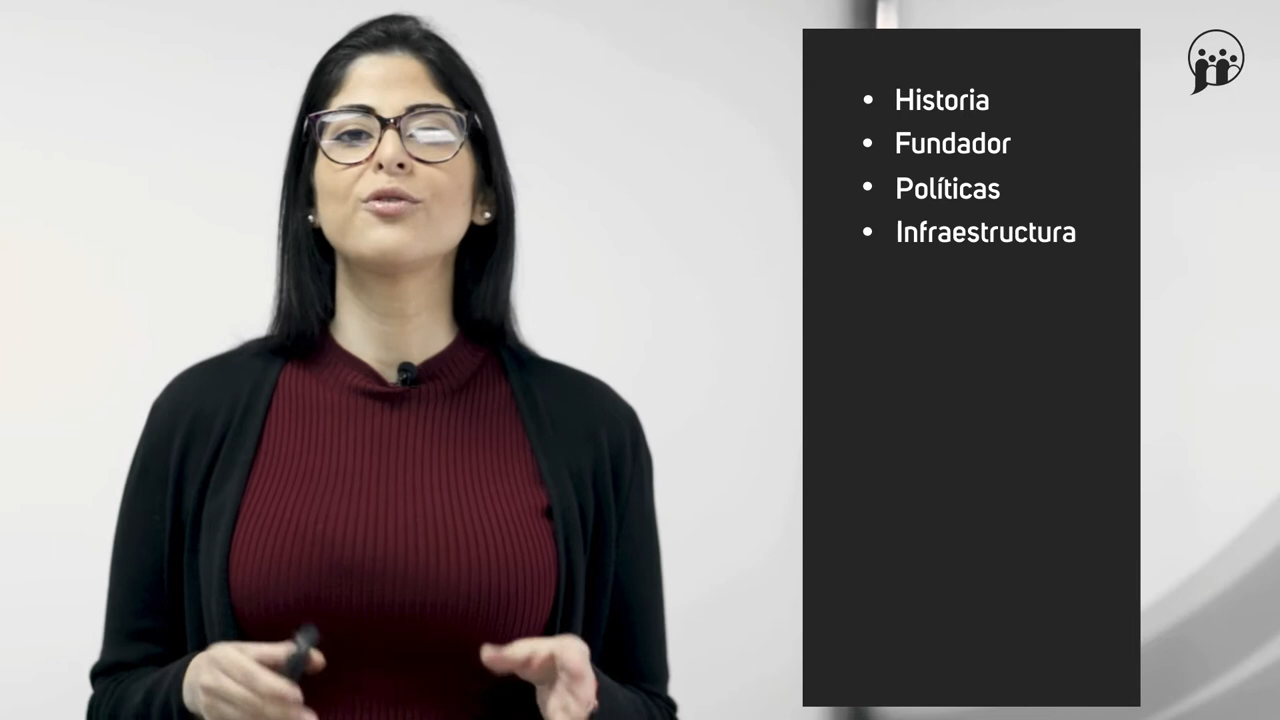 • Historia
• Fundador
• Políticas
• Infraestructura